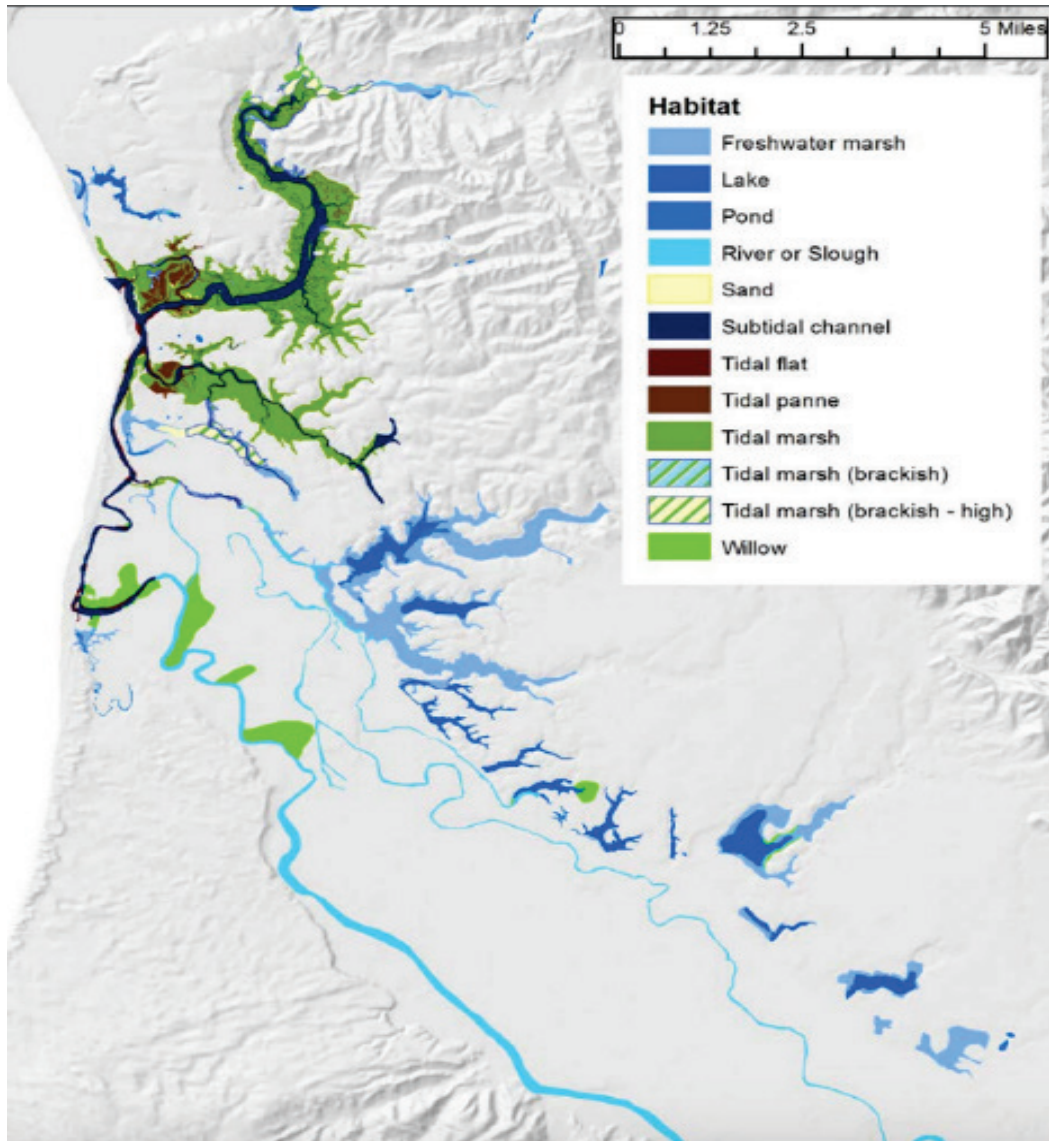 0 1.25 2.5 5 Miles
Habitat
Freshwater marsh
Lake
Pond
River or Slough
Sand
Subtidal channel
Tidal flat
Tidal panne
Tidal marsh
Tidal marsh (brackish)
Tidal marsh (brackish - high)
Willow